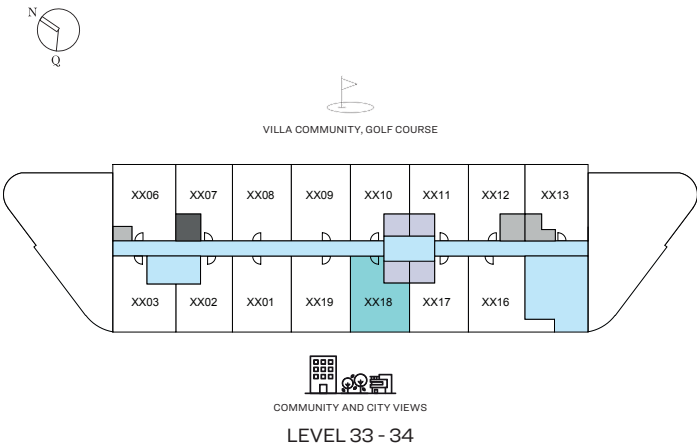 N
Q
VILLA COMMUNITY, GOLF COURSE
XX06 XX07 XX08 XX09 XX10 XX11 XX12 XX13
XX03 XX02 XX01 XX19 XX18 XX17 XX16
COMMUNITY AND CITY VIEWS
LEVEL 33 - 34